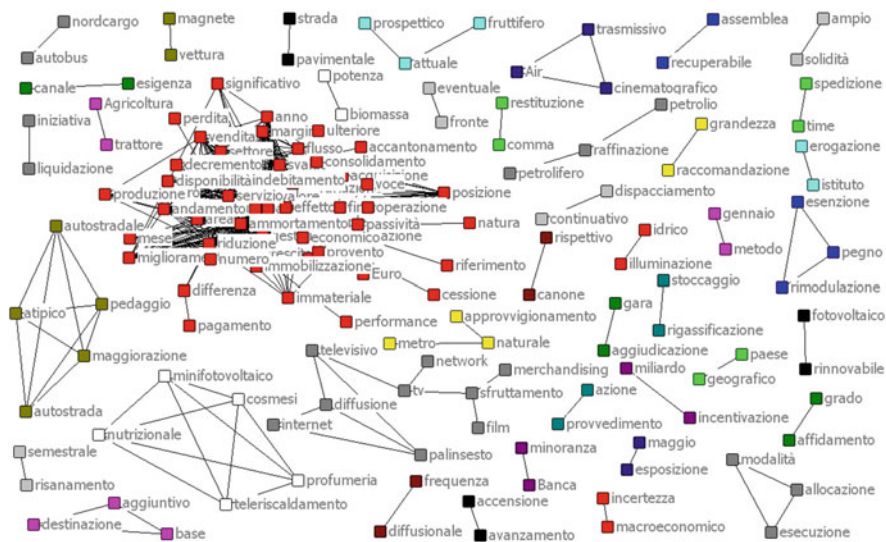 nordcargo
autobus
magnete
vettura
strada
pavimentale
prospettico
fruttifero
attuale
trasmissivo
Air
cinematografico
assemblea
recuperabile
ampio
solidità
canale
esigenza
significativo
potenza
biomassa
eventuale
fronte
restituzione
comma
petrolio
raffinazione
petrolifero
spedizione
time
Agricoltura
trattore
iniziativa
liquidazione
perdita
anno
vendita
settore
margin
ulteriore
flusso
accantonamento
grandezza
raccomandazione
erogazione
istituto
decremento
svа
consolidamento
disponibilità
indebitamento
acquisizione
voce
posizione
produzione
servizio
valore
dispacciamento
continuativo
esenzione
pegno
rimodulazione
andamento
effetto
fin
operazione
autostradale
ammortamento
passività
natura
gennaio
metodo
idrico
illuminazione
rispettivo
canone
mese
riduzione
economico
azione
migliorame
numero
provento
immobilizzazione
riferimento
Euro
stoccaggio
rigassificazione
atipico
pedaggio
differenza
immateriale
cessione
gara
aggiudicazione
fotovoltaico
rinnovabile
pagamento
performance
approvvigionamento
metro
naturale
maggiorazione
televisivo
network
merchandising
miliardo
incentivazione
paese
geografico
minifotovoltaico
cosmesi
tv
sfruttamento
azione
provvedimento
grado
affidamento
autostrada
diffusione
internet
film
nutrizionale
semestrale
risanamento
palinsesto
minoranza
Banca
maggio
esposizione
modalità
allocazione
esecuzione
profumeria
teleriscaldamento
frequenza
diffusionale
accensione
avanzamento
incertezza
macroeconomico
aggiuntivo
destinazione
base